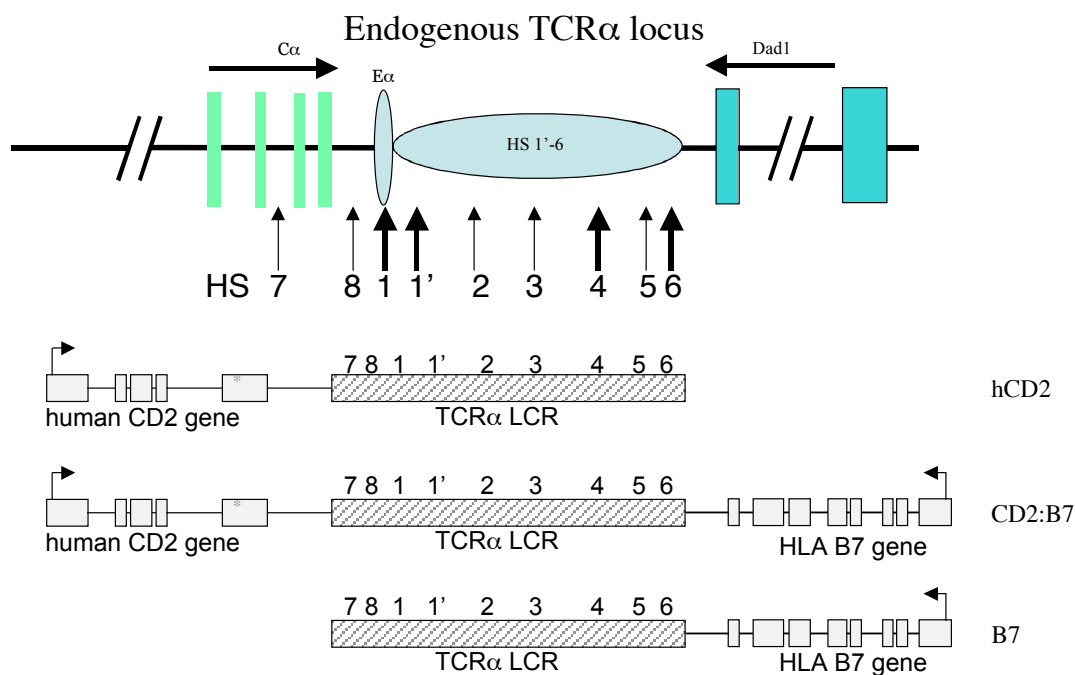 Endogenous TCRα locus
Cα
Dad1
Eα
HS 1’-6
HS 7 8 1 1’ 2 3 4 5 6
7 8 1 1’ 2 3 4 5 6
*
hCD2
human CD2 gene
TCRα LCR
7 8 1 1’ 2 3 4 5 6
*
CD2:B7
human CD2 gene
TCRα LCR
HLA B7 gene
7 8 1 1’ 2 3 4 5 6
B7
TCRα LCR
HLA B7 gene